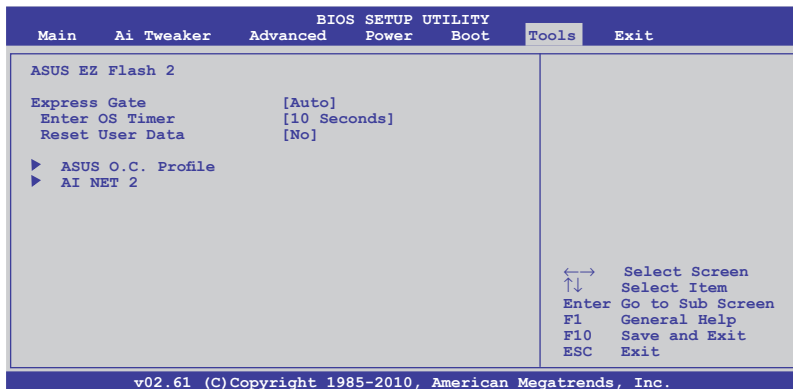 BIOS SETUP UTILITY
Main Ai Tweaker Advanced Power Boot Tools Exit
ASUS EZ Flash 2
Express Gate [Auto]
Enter OS Timer [10 Seconds]
Reset User Data [No]
▶ ASUS O.C. Profile
▶ AI NET 2
←→ Select Screen
↑↓ Select Item
Enter Go to Sub Screen
F1 General Help
F10 Save and Exit
ESC Exit
v02.61 (C)Copyright 1985-2010, American Megatrends, Inc.